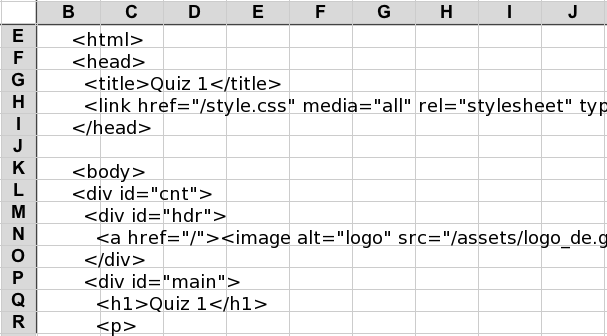 B C D E F G H I J
E <html>
F <head>
G <title>Quiz 1</title>
H <link href="/style.css" media="all" rel="stylesheet" typ
I </head>
J
K <body>
L <div id="cnt">
M <div id="hdr">
N <a href="/"><image alt="logo" src="/assets/logo_de.g
O </div>
P <div id="main">
Q <h1>Quiz 1</h1>
R <p>